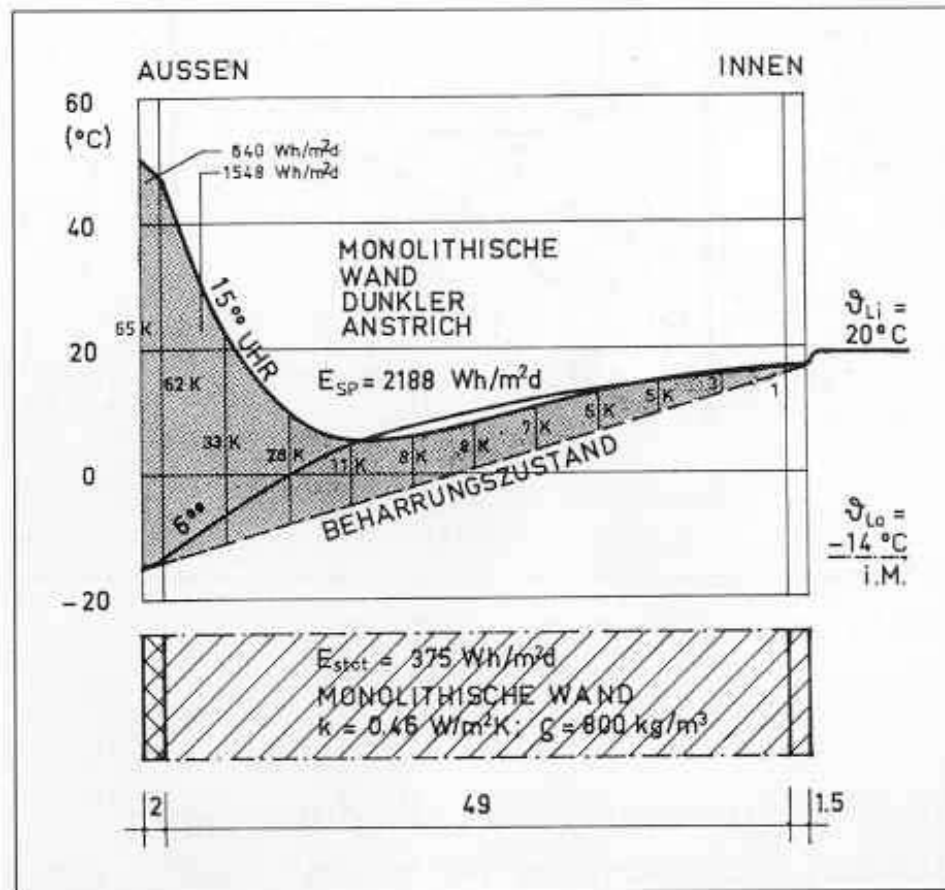 AUSSEN
INNEN
60
(°C)
640 Wh/m²d
1548 Wh/m²d
40
MONOLITHISCHE
WAND
DUNKLER
ANSTRICH
ϑLi =
20°C
65 K
15⁰⁰ UHR
20
E_SP = 2188 Wh/m²d
62 K
33 K
28 K
11 K
8 K
8 K
7 K
6 K
5 K
3
1
0
6⁰⁰
BEHARRUNGSZUSTAND
ϑLa =
-14 °C
i.M.
-20
E_stat = 375 Wh/m²d
MONOLITHISCHE WAND
k = 0.46 W/m²K; ϱ = 800 kg/m³
2
49
1.5